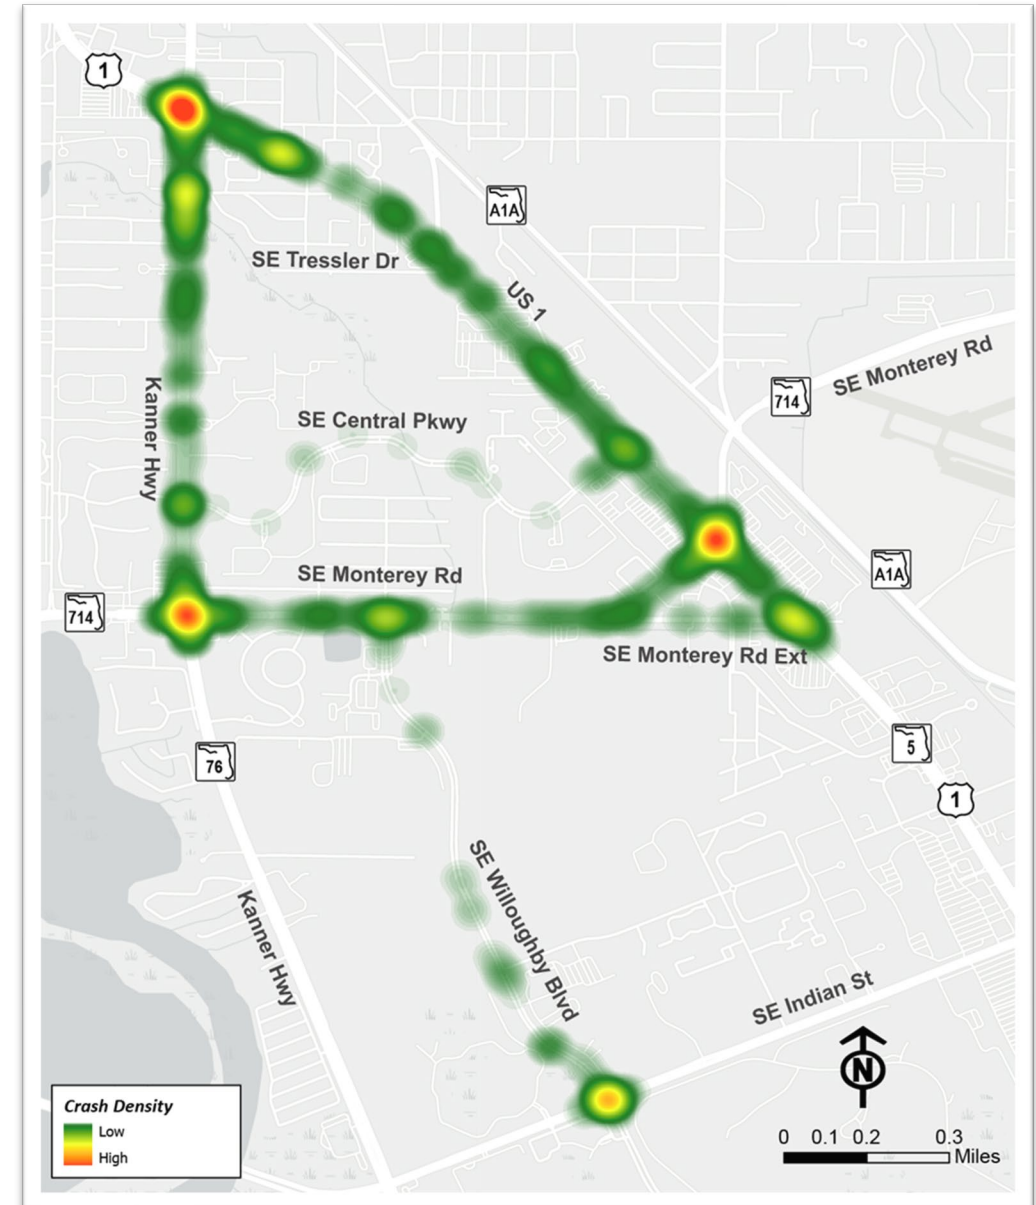 1
A1A
SE Tressler Dr
US 1
SE Monterey Rd
714
Kanner Hwy
SE Central Pkwy
A1A
SE Monterey Rd
714
SE Monterey Rd Ext
5
76
1
SE Willoughby Blvd
Kanner Hwy
SE Indian St
N
Crash Density
Low
High
0 0.1 0.2 0.3
Miles